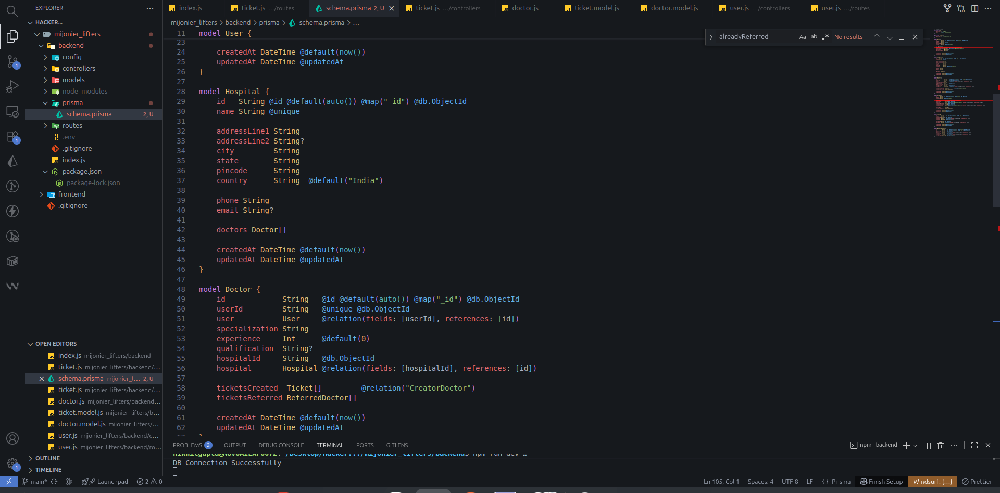 EXPLORER
HACKER...
mijonier_lifters
backend
config
controllers
models
node_modules
prisma
schema.prisma 2, U
routes
.env
.gitignore
index.js
package.json
package-lock.json
frontend
.gitignore
OPEN EDITORS
index.js mijonier_lifters/backend
ticket.js mijonier_lifters/backend/...
schema.prisma mijonier_l... 2, U
ticket.js mijonier_lifters/backend/...
doctor.js mijonier_lifters/backend...
ticket.model.js mijonier_lifters/b...
doctor.model.js mijonier_lifters/...
user.js mijonier_lifters/backend/c...
user.js mijonier_lifters/backend/ro...
OUTLINE
TIMELINE
index.js ticket.js .../routes schema.prisma 2, U ticket.js .../controllers doctor.js ticket.model.js doctor.model.js user.js .../controllers user.js .../routes
mijonier_lifters > backend > prisma > schema.prisma > ...
alreadyReferred Aa ab No results
11 model User {
23
24 createdAt DateTime @default(now())
25 updatedAt DateTime @updatedAt
26 }
27
28 model Hospital {
29 id String @id @default(auto()) @map("_id") @db.ObjectId
30 name String @unique
31
32 addressLine1 String
33 addressLine2 String?
34 city String
35 state String
36 pincode String
37 country String @default("India")
38
39 phone String
40 email String?
41
42 doctors Doctor[]
43
44 createdAt DateTime @default(now())
45 updatedAt DateTime @updatedAt
46 }
47
48 model Doctor {
49 id String @id @default(auto()) @map("_id") @db.ObjectId
50 userId String @unique @db.ObjectId
51 user User @relation(fields: [userId], references: [id])
52 specialization String
53 experience Int @default(0)
54 qualification String?
55 hospitalId String @db.ObjectId
56 hospital Hospital @relation(fields: [hospitalId], references: [id])
57
58 ticketsCreated Ticket[] @relation("CreatorDoctor")
59 ticketsReferred ReferredDoctor[]
60
61 createdAt DateTime @default(now())
62 updatedAt DateTime @updatedAt
PROBLEMS 2 OUTPUT DEBUG CONSOLE TERMINAL PORTS GITLENS npm - backend
DB Connection Successfully
main* Launchpad 2 0 Ln 105, Col 1 Spaces: 4 UTF-8 LF {} Prisma Finish Setup Windsurf: {...} Prettier